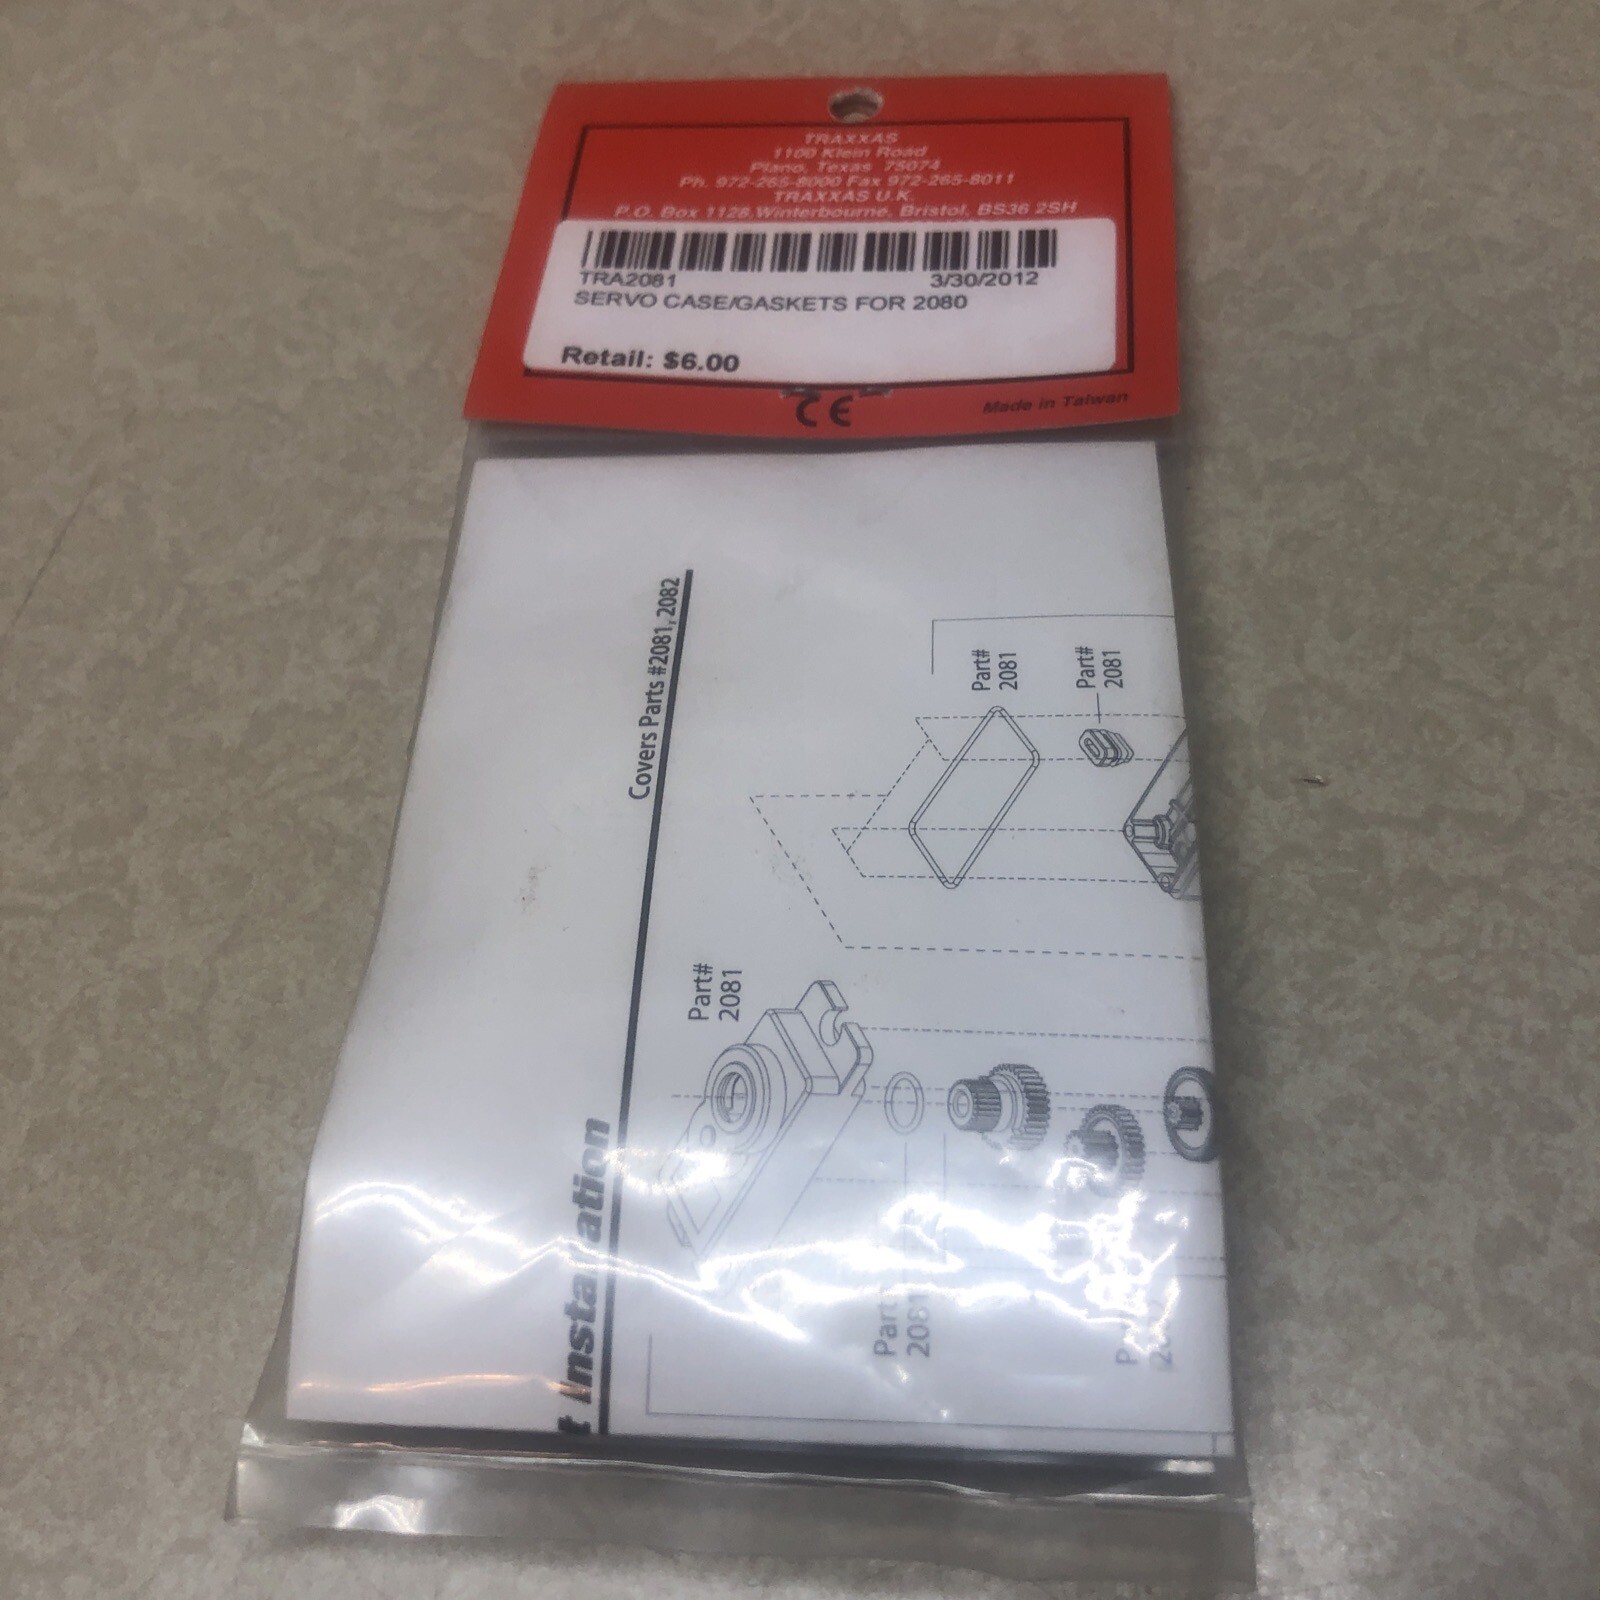 TRAXXAS
1100 Klein Road
Plano, Texas 75074
Ph. 972-265-8000 Fax 972-265-8011
TRAXXAS U.K.
P.O. Box 1128,Winterbourne, Bristol, BS36 2SH
TRA2081 3/30/2012
SERVO CASE/GASKETS FOR 2080
Retail: $6.00
CE
Made in Taiwan
Covers Parts #2081, 2082
Part#
2081
Part#
2081
Part#
2081
Part
2081